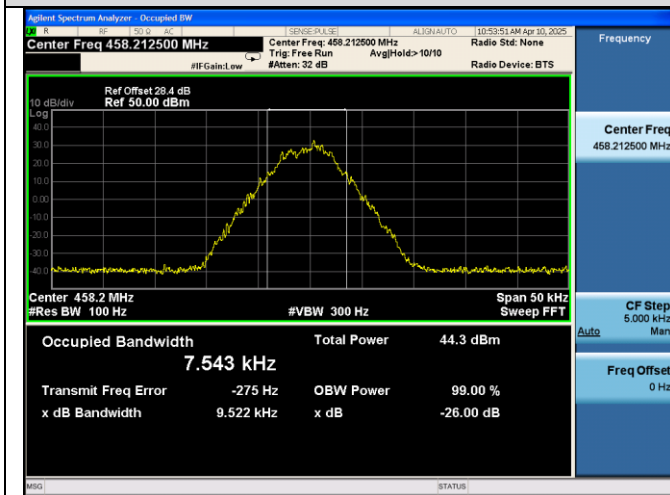 Agilent Spectrum Analyzer - Occupied BW
R RF 50 Ω AC SENSE:PULSE ALIGN AUTO 10:53:51 AM Apr 10, 2025
Center Freq 458.212500 MHz
Center Freq: 458.212500 MHz
Radio Std: None
Trig: Free Run Avg|Hold:> 10/10
#IFGain:Low #Atten: 32 dB Radio Device: BTS
Ref Offset 28.4 dB
10 dB/div Ref 50.00 dBm
Log
40.0
30.0
20.0
10.0
0.00
-10.0
-20.0
-30.0
-40.0
Center 458.2 MHz Span 50 kHz
#Res BW 100 Hz #VBW 300 Hz Sweep FFT
Occupied Bandwidth Total Power 44.3 dBm
7.543 kHz
Transmit Freq Error -275 Hz OBW Power 99.00 %
x dB Bandwidth 9.522 kHz x dB -26.00 dB
MSG STATUS
Frequency
Center Freq
458.212500 MHz
CF Step
5.000 kHz
Auto Man
Freq Offset
0 Hz